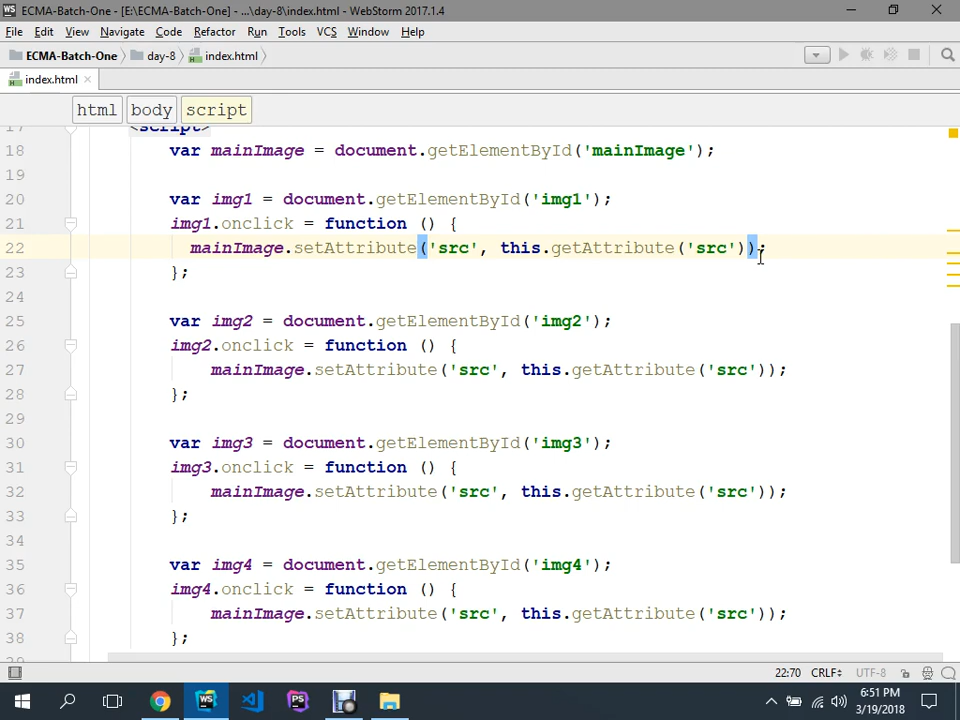 WS ECMA-Batch-One - [E:\ECMA-Batch-One] - ...\day-8\index.html - WebStorm 2017.1.4
File Edit View Navigate Code Refactor Run Tools VCS Window Help
ECMA-Batch-One day-8 index.html
index.html
html body script
17 <script>
18 var mainImage = document.getElementById('mainImage');
19
20 var img1 = document.getElementById('img1');
21 img1.onclick = function () {
22 mainImage.setAttribute('src', this.getAttribute('src'));
23 };
24
25 var img2 = document.getElementById('img2');
26 img2.onclick = function () {
27 mainImage.setAttribute('src', this.getAttribute('src'));
28 };
29
30 var img3 = document.getElementById('img3');
31 img3.onclick = function () {
32 mainImage.setAttribute('src', this.getAttribute('src'));
33 };
34
35 var img4 = document.getElementById('img4');
36 img4.onclick = function () {
37 mainImage.setAttribute('src', this.getAttribute('src'));
38 };
39
22:70 CRLF UTF-8
WS PS
6:51 PM
3/19/2018